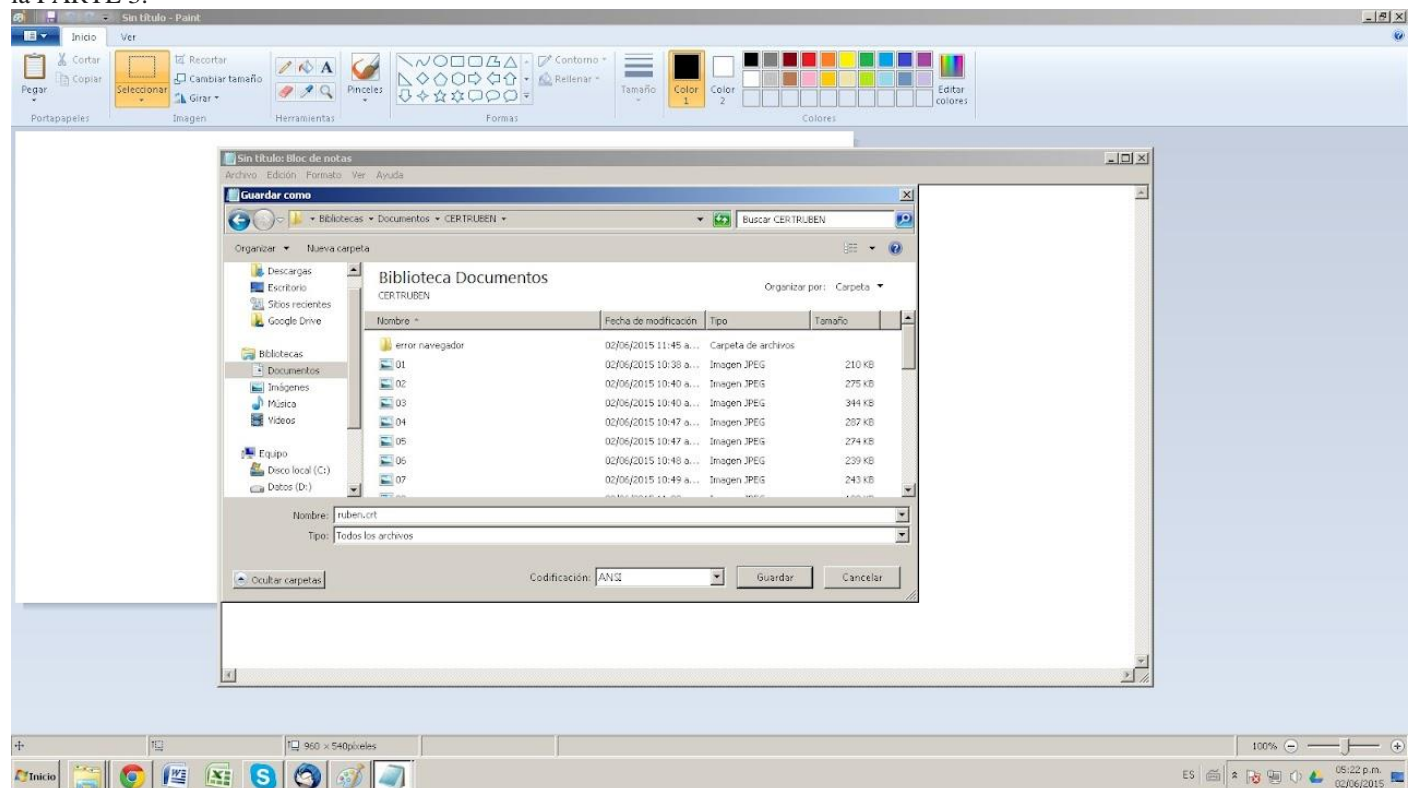 la PARTE 3.
Sin título - Paint
Inicio Ver
Pegar
Cortar
Copiar
Portapapeles
Seleccionar
Recortar
Cambiar tamaño
Girar
Imagen
A
Herramientas
Pinceles
Contorno
Rellenar
Formas
Tamaño
Color 1
Color 2
Editar colores
Colores
Sin título: Bloc de notas
Archivo Edición Formato Ver Ayuda
Guardar como
Bibliotecas Documentos CERTRUBEN
Buscar CERTRUBEN
Organizar Nueva carpeta
Descargas
Escritorio
Sitios recientes
Google Drive
Bibliotecas
Documentos
Imágenes
Música
Vídeos
Equipo
Disco local (C:)
Datos (D:)
Biblioteca Documentos
CERTRUBEN
Organizar por: Carpeta
Nombre Fecha de modificación Tipo Tamaño
error navegador 02/06/2015 11:45 a... Carpeta de archivos
01 02/06/2015 10:38 a... Imagen JPEG 210 KB
02 02/06/2015 10:40 a... Imagen JPEG 275 KB
03 02/06/2015 10:40 a... Imagen JPEG 344 KB
04 02/06/2015 10:47 a... Imagen JPEG 287 KB
05 02/06/2015 10:47 a... Imagen JPEG 274 KB
06 02/06/2015 10:48 a... Imagen JPEG 239 KB
07 02/06/2015 10:49 a... Imagen JPEG 243 KB
Nombre: ruben.crt
Tipo: Todos los archivos
Ocultar carpetas
Codificación: ANSI Guardar Cancelar
960 × 540píxeles
100%
Inicio
ES
05:22 p.m.
02/06/2015